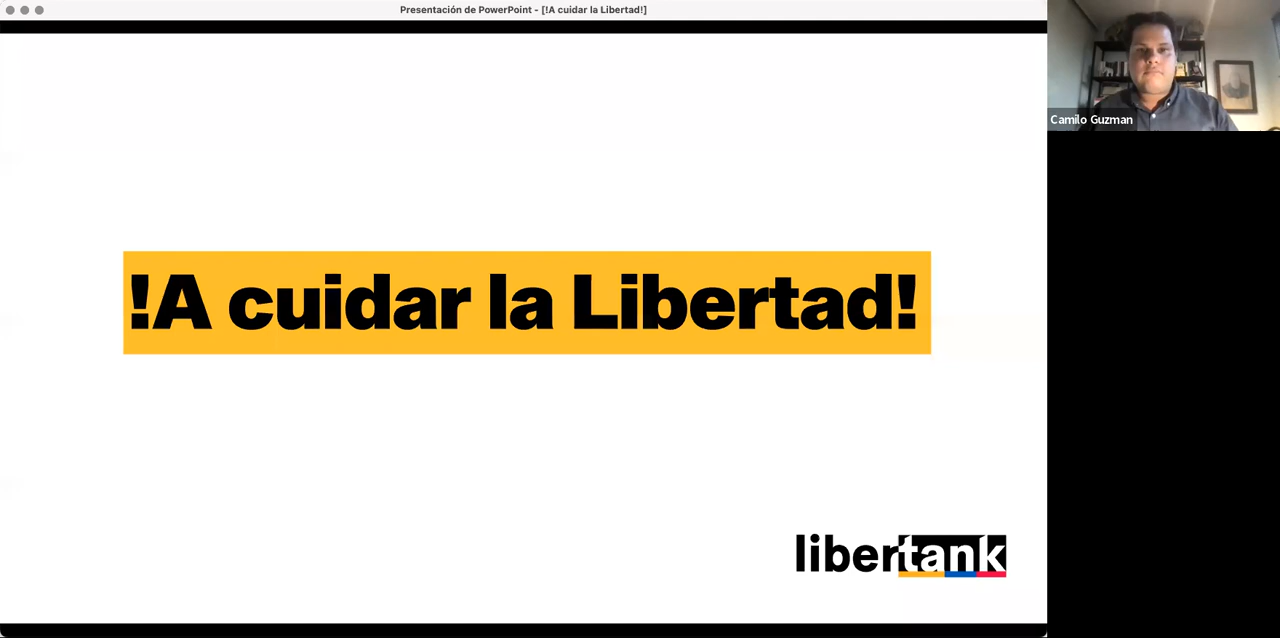 Presentación de PowerPoint - [!A cuidar la Libertad!]
Camilo Guzman
!A cuidar la Libertad!
libertank